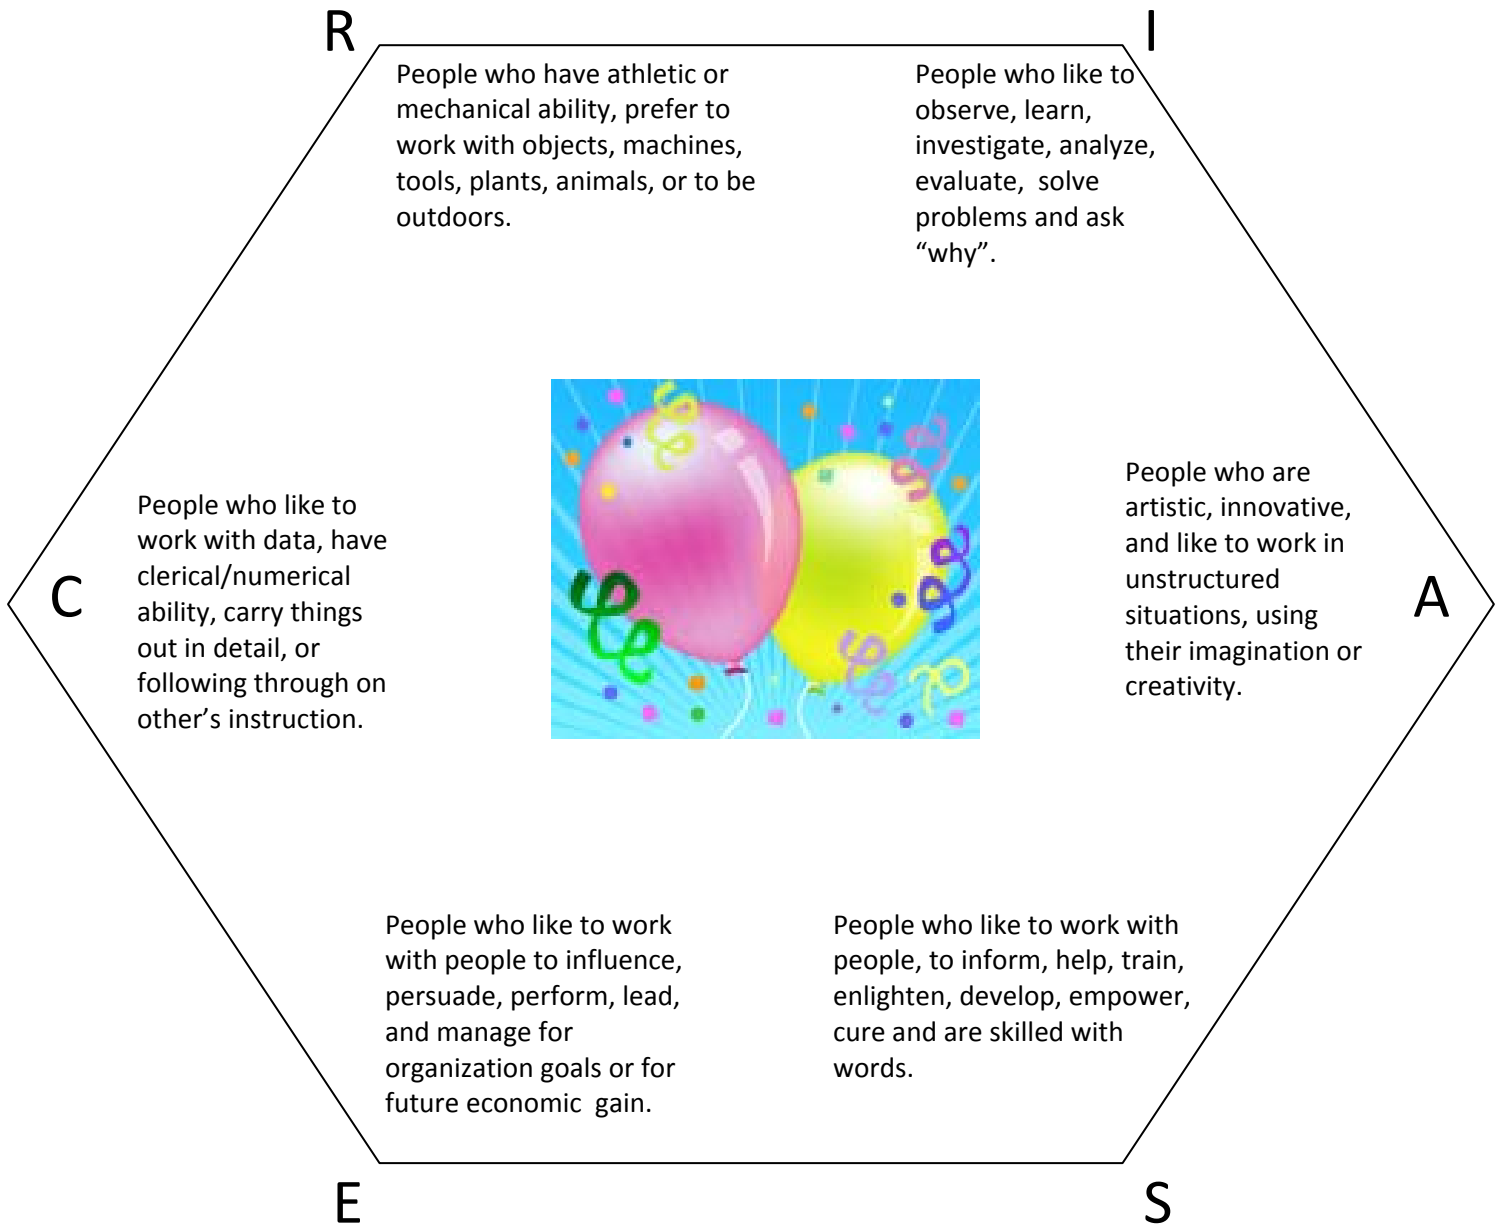 R
I
People who have athletic or
mechanical ability, prefer to
work with objects, machines,
tools, plants, animals, or to be
outdoors.
People who like to
observe, learn,
investigate, analyze,
evaluate,  solve
problems and ask
“why”.
C
People who like to
work with data, have
clerical/numerical
ability, carry things
out in detail, or
following through on
other’s instruction.
People who are
artistic, innovative,
and like to work in
unstructured
situations, using
their imagination or
creativity.
A
People who like to work
with people to influence,
persuade, perform, lead,
and manage for
organization goals or for
future economic  gain.
People who like to work with
people, to inform, help, train,
enlighten, develop, empower,
cure and are skilled with
words.
E
S